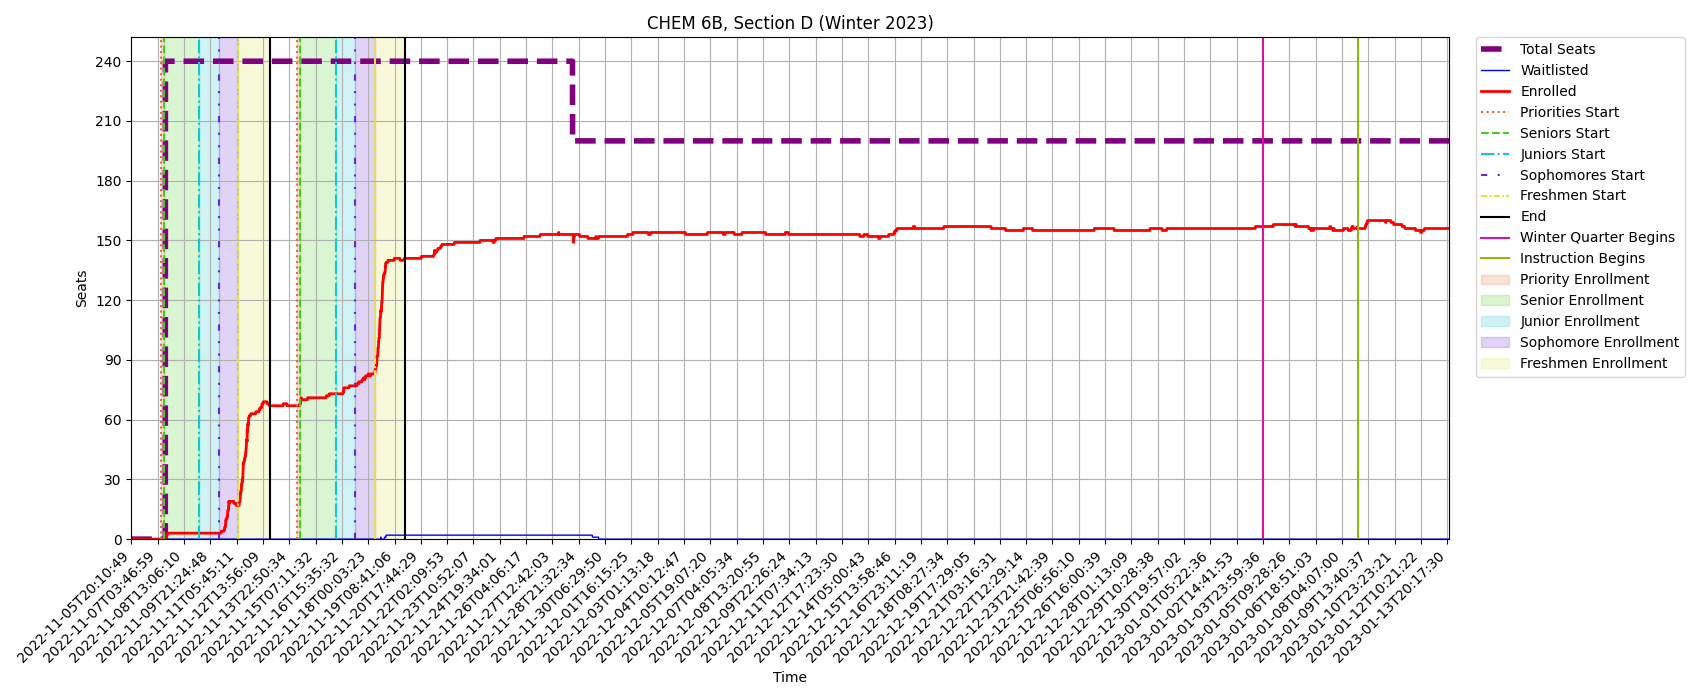 CHEM 6B, Section D (Winter 2023)
Total Seats
Waitlisted
Enrolled
Priorities Start
Seniors Start
Juniors Start
Sophomores Start
Freshmen Start
End
Winter Quarter Begins
Instruction Begins
Priority Enrollment
Senior Enrollment
Junior Enrollment
Sophomore Enrollment
Freshmen Enrollment
Seats
240
210
180
150
120
90
60
30
0
2022-11-05T20:10:49
2022-11-07T03:46:59
2022-11-08T13:06:10
2022-11-09T21:24:48
2022-11-11T05:45:11
2022-11-12T13:56:09
2022-11-13T22:50:34
2022-11-15T07:11:32
2022-11-16T15:35:32
2022-11-18T00:03:23
2022-11-19T08:41:06
2022-11-20T17:44:29
2022-11-22T02:09:53
2022-11-23T10:52:07
2022-11-24T19:34:01
2022-11-26T04:06:17
2022-11-27T12:42:03
2022-11-28T21:32:34
2022-11-30T06:29:50
2022-12-01T16:15:25
2022-12-03T01:13:18
2022-12-04T10:12:47
2022-12-05T19:07:20
2022-12-07T04:05:34
2022-12-08T13:20:55
2022-12-09T22:26:24
2022-12-11T07:34:13
2022-12-12T17:23:30
2022-12-14T05:00:43
2022-12-15T13:58:46
2022-12-16T23:11:19
2022-12-18T08:27:34
2022-12-19T17:29:05
2022-12-21T03:16:31
2022-12-22T12:29:14
2022-12-23T21:42:39
2022-12-25T06:56:10
2022-12-26T16:00:39
2022-12-28T01:13:09
2022-12-29T10:28:38
2022-12-30T19:57:02
2023-01-01T05:22:36
2023-01-02T14:41:53
2023-01-03T23:59:36
2023-01-05T09:28:26
2023-01-06T18:51:03
2023-01-08T04:07:00
2023-01-09T13:40:37
2023-01-10T23:23:21
2023-01-12T10:21:22
2023-01-13T20:17:30
Time